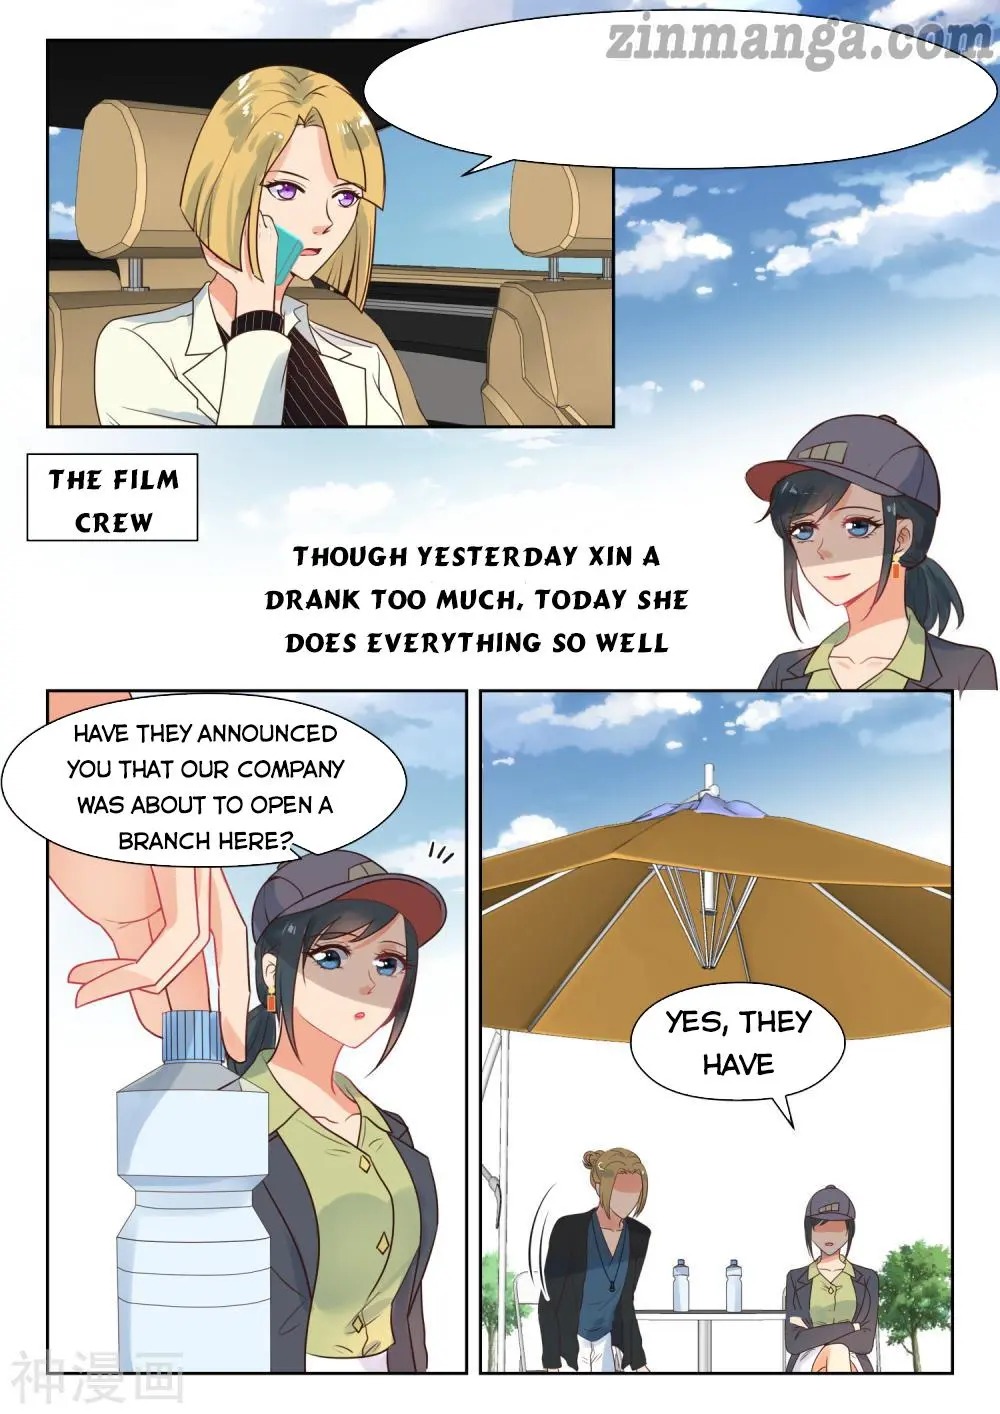 zinmanga.com
THE FILM
CREW
THOUGH YESTERDAY XIN A
DRANK TOO MUCH, TODAY SHE
DOES EVERYTHING SO WELL
HAVE THEY ANNOUNCED
YOU THAT OUR COMPANY
WAS ABOUT TO OPEN A
BRANCH HERE?
YES, THEY
HAVE
神漫画